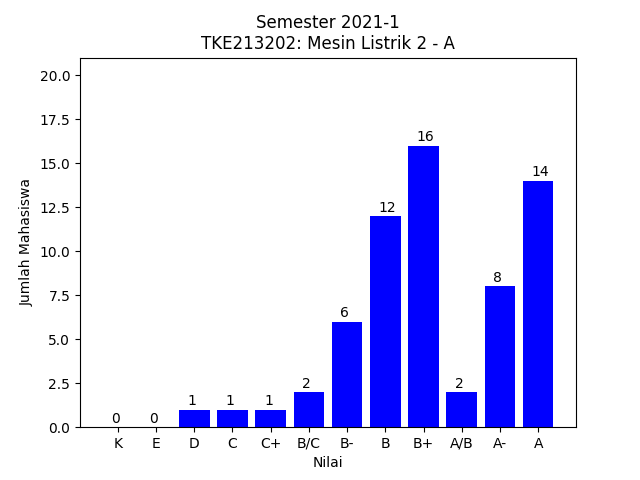 Semester 2021-1
TKE213202: Mesin Listrik 2 - A
20.0
17.5
15.0
12.5
10.0
7.5
5.0
2.5
0.0
Jumlah Mahasiswa
0 0 1 1 1 2 6 12 16 2 8 14
K E D C C+ B/C B- B B+ A/B A- A
Nilai